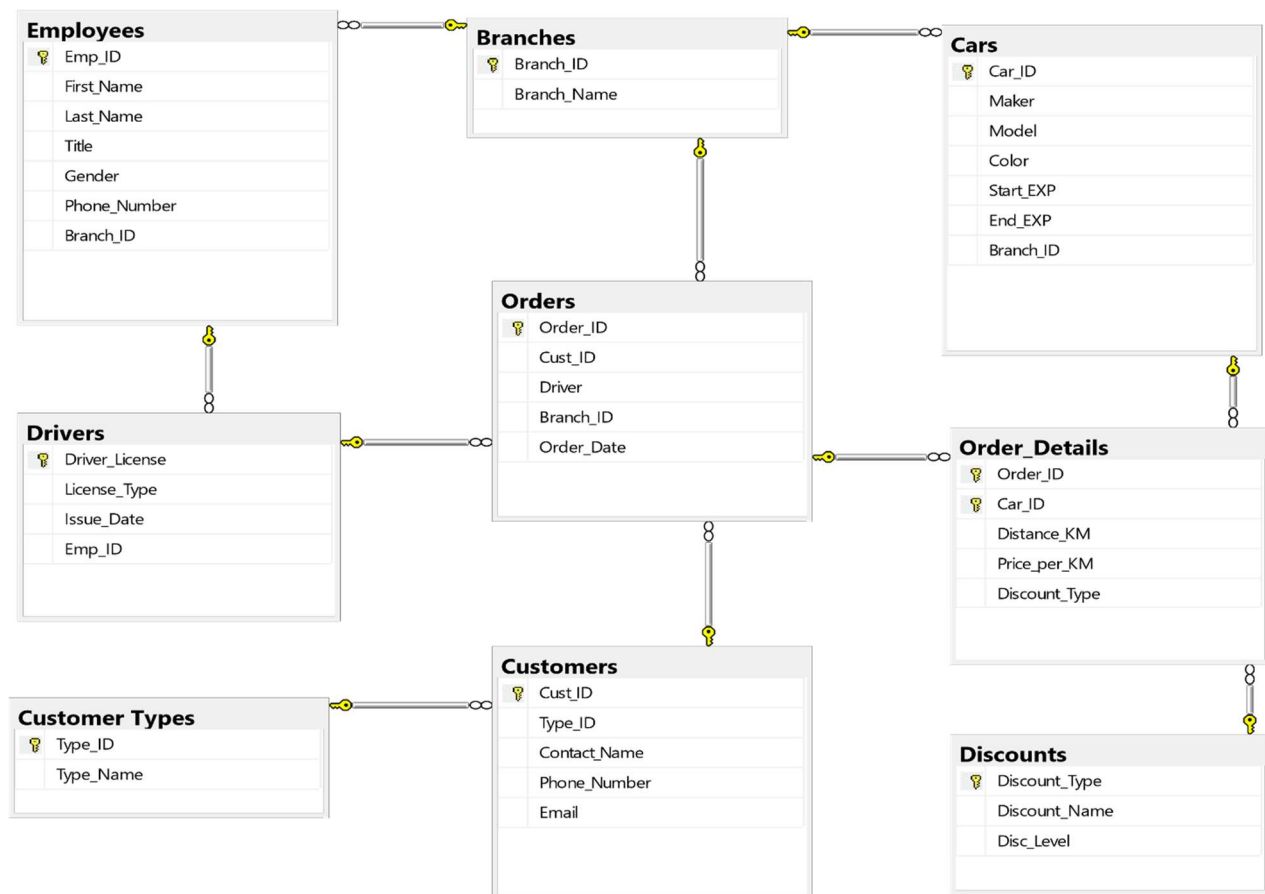 Employees
Emp_ID
First_Name
Last_Name
Title
Gender
Phone_Number
Branch_ID
Branches
Branch_ID
Branch_Name
Cars
Car_ID
Maker
Model
Color
Start_EXP
End_EXP
Branch_ID
Orders
Order_ID
Cust_ID
Driver
Branch_ID
Order_Date
Drivers
Driver_License
License_Type
Issue_Date
Emp_ID
Order_Details
Order_ID
Car_ID
Distance_KM
Price_per_KM
Discount_Type
Customers
Cust_ID
Type_ID
Contact_Name
Phone_Number
Email
Customer Types
Type_ID
Type_Name
Discounts
Discount_Type
Discount_Name
Disc_Level